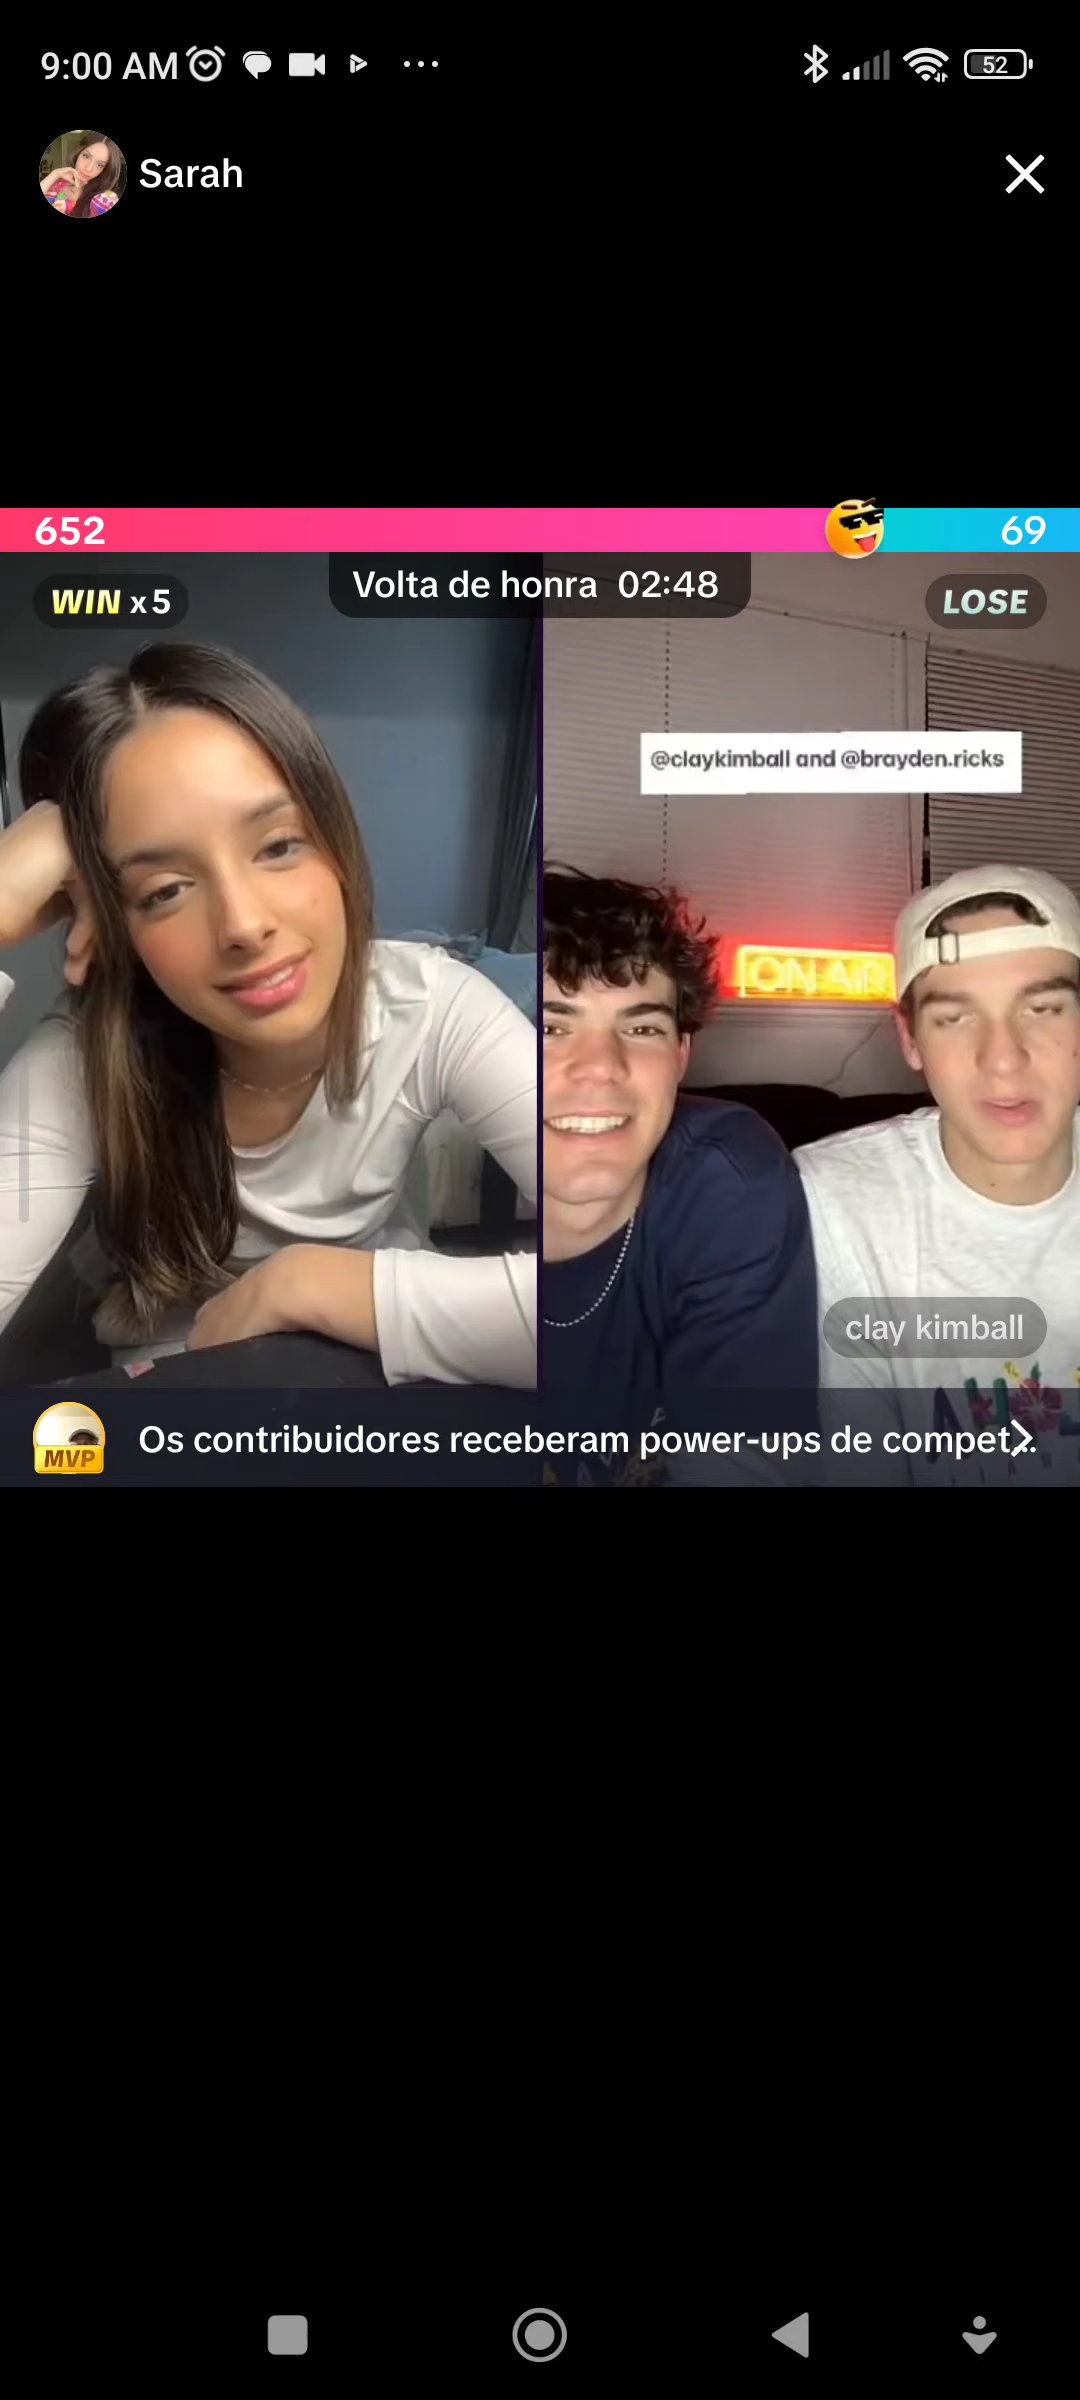 9:00 AM
52
Sarah
652
69
Volta de honra 02:48
WIN x5
LOSE
@claykimball and @brayden.ricks
ON AIR
clay kimball
MVP
Os contribuidores receberam power-ups de compet...